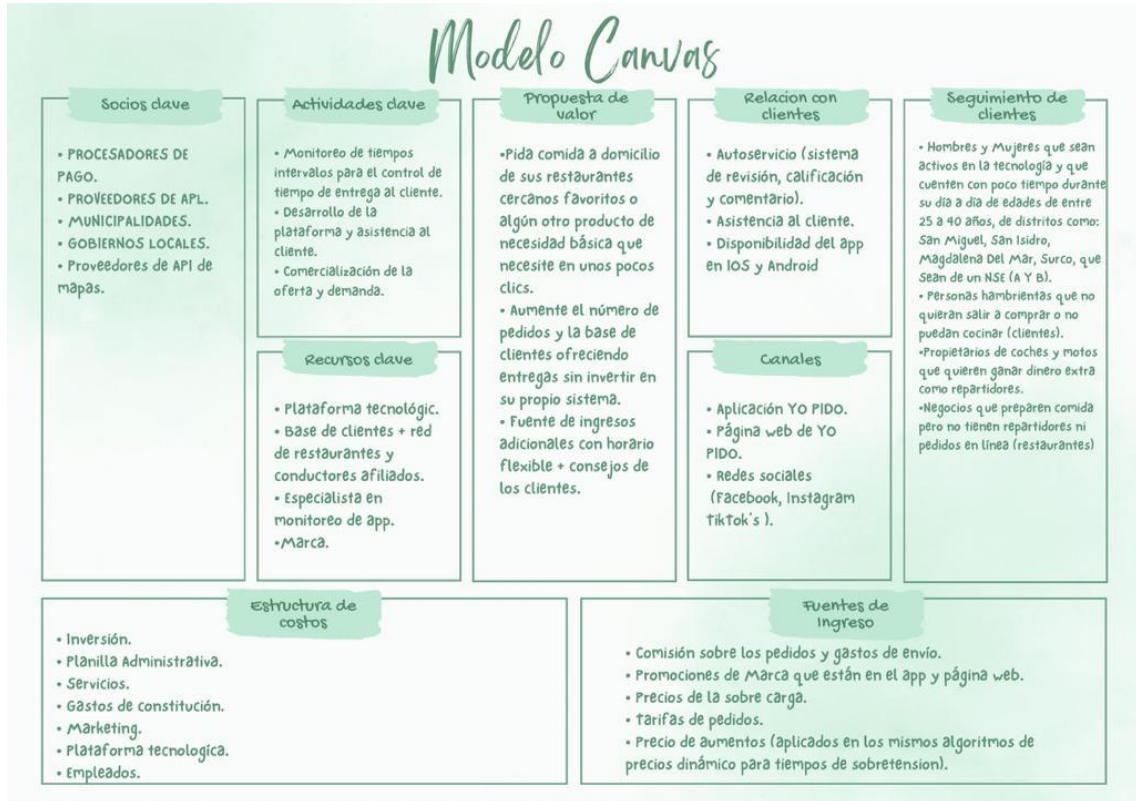 Modelo Canvas
Socios clave
• PROCESADORES DE
PAGO.
• PROVEEDORES DE APL.
• MUNICIPALIDADES.
• GOBIERNOS LOCALES.
• Proveedores de API de
mapas.
Actividades clave
• Monitoreo de tiempos
intervalos para el control de
tiempo de entrega al cliente.
• Desarrollo de la
plataforma y asistencia al
cliente.
• Comercialización de la
oferta y demanda.
Recursos clave
• Plataforma tecnológic.
• Base de clientes + red
de restaurantes y
conductores afiliados.
• Especialista en
monitoreo de app.
•Marca.
Propuesta de
valor
•Pida comida a domicilio
de sus restaurantes
cercanos favoritos o
algún otro producto de
necesidad básica que
necesite en unos pocos
clics.
• Aumente el número de
pedidos y la base de
clientes ofreciendo
entregas sin invertir en
su propio sistema.
• Fuente de ingresos
adicionales con horario
flexible + consejos de
los clientes.
Relacion con
clientes
• Autoservicio (sistema
de revisión, calificación
y comentario).
• Asistencia al cliente.
• Disponibilidad del app
en IOS y Android
Canales
• Aplicación YO PIDO.
• Página web de YO
PIDO.
• Redes sociales
(Facebook, Instagram
TikTok's ).
Seguimiento de
clientes
• Hombres y Mujeres que sean
activos en la tecnología y que
cuenten con poco tiempo durante
su día a día de edades de entre
25 a 40 años, de distritos como:
San Miguel, San Isidro,
Magdalena Del Mar, Surco, que
Sean de un NSE (A Y B).
• Personas hambrientas que no
quieran salir a comprar o no
puedan cocinar (clientes).
•Propietarios de coches y motos
que quieren ganar dinero extra
como repartidores.
•Negocios que preparen comida
pero no tienen repartidores ni
pedidos en línea (restaurantes)
Estructura de
costos
• Inversión.
• Planilla Administrativa.
• Servicios.
• Gastos de constitución.
• Marketing.
• Plataforma tecnologíca.
• Empleados.
Fuentes de
Ingreso
• Comisión sobre los pedidos y gastos de envío.
• Promociones de Marca que están en el app y página web.
• Precios de la sobre carga.
• Tarifas de pedidos.
• Precio de aumentos (aplicados en los mismos algoritmos de
precios dinámico para tiempos de sobretension).